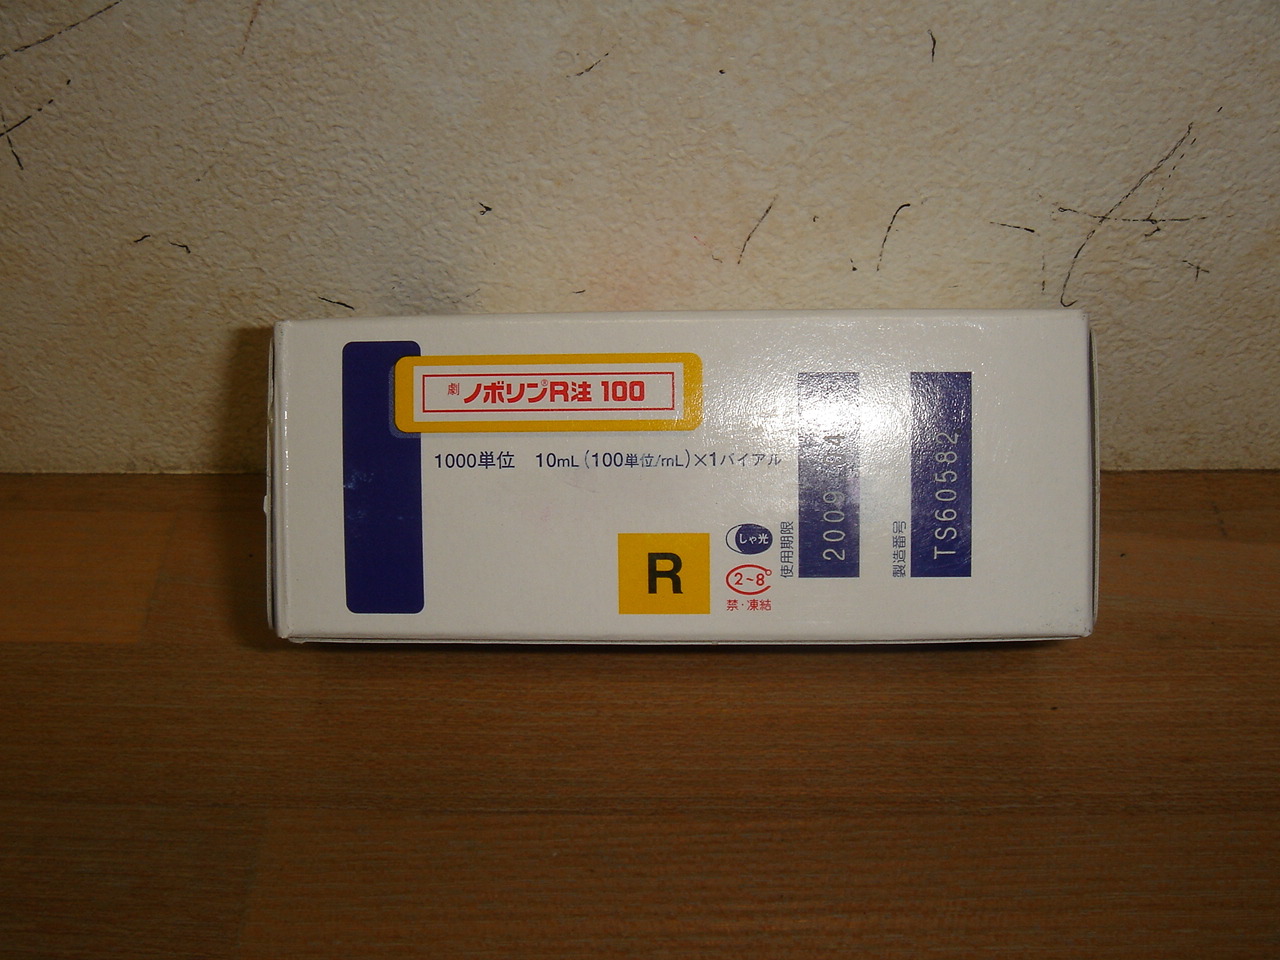 劇 ノボリン®R注 100
1000単位 10mL（100単位/mL）×1バイアル
R
しゃ光
2~8°
禁・凍結
使用期限
製造番号
TS60582